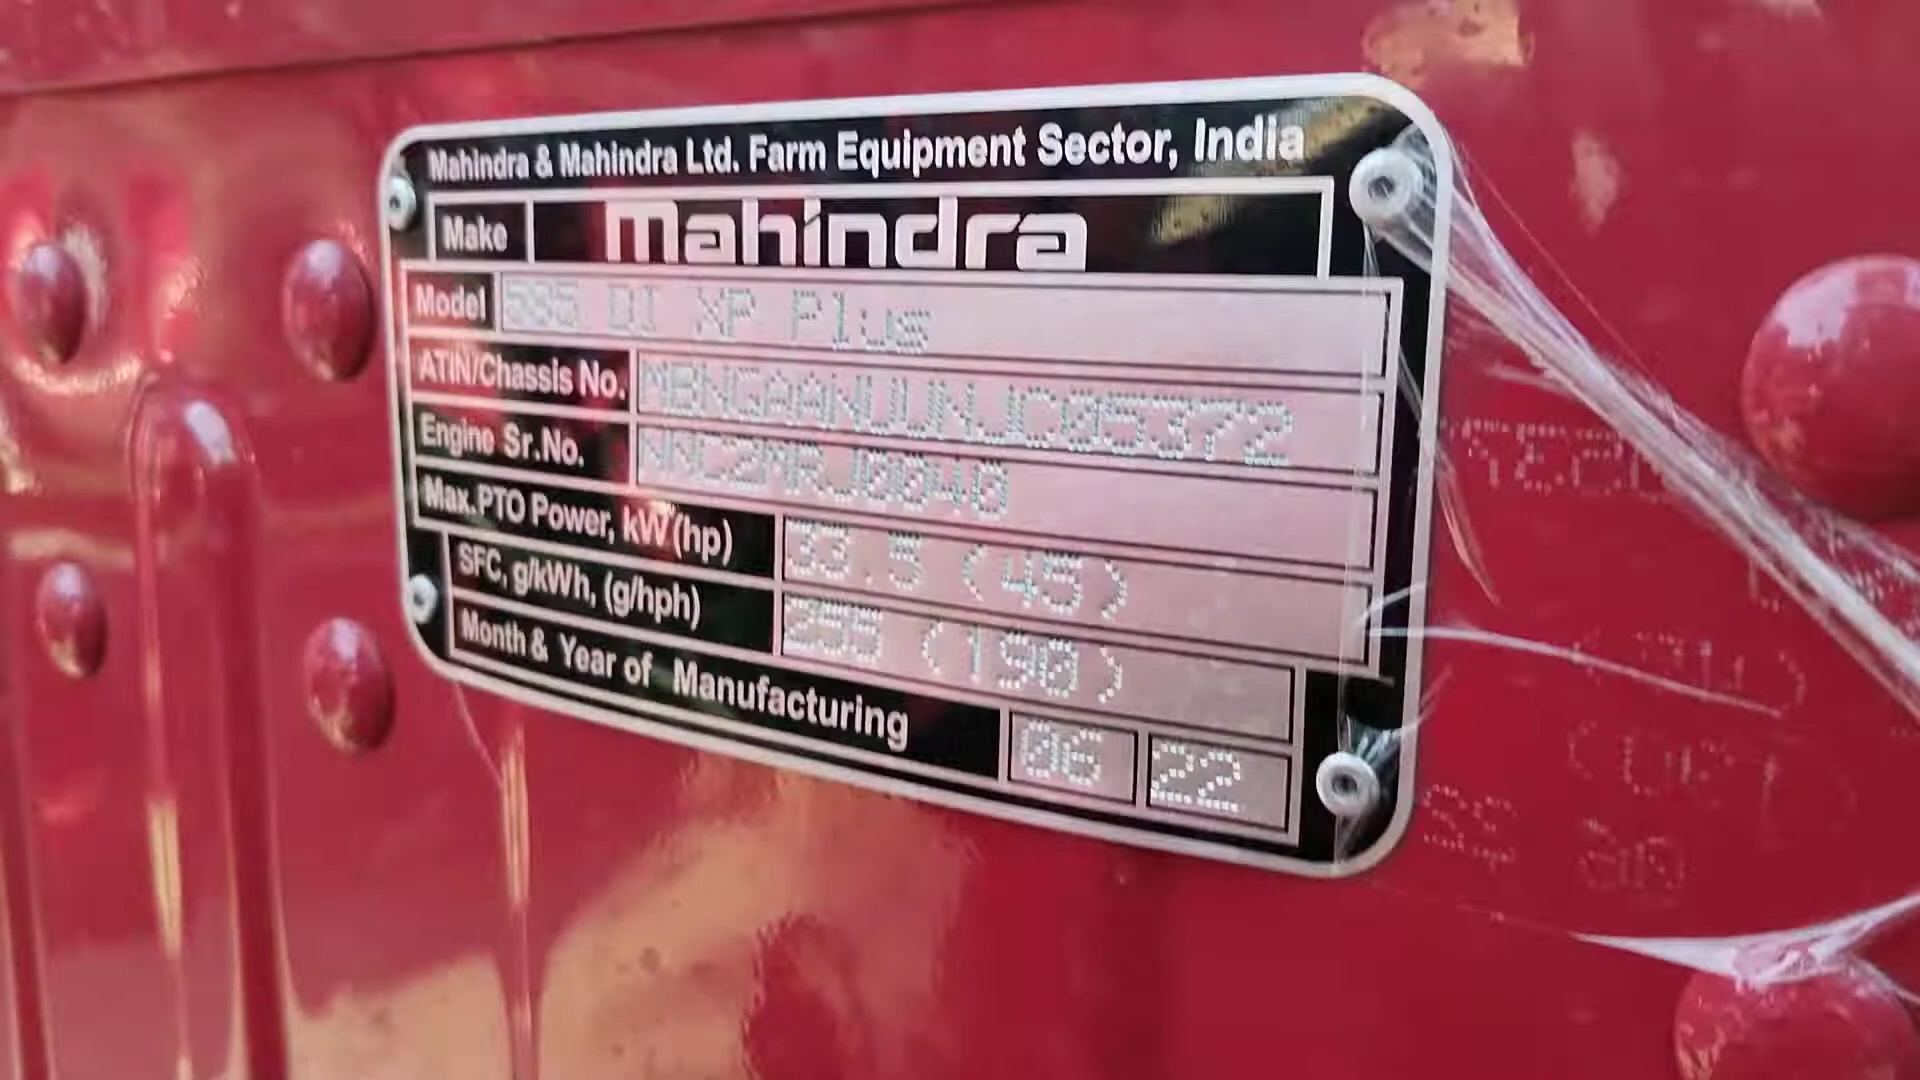 Mahindra & Mahindra Ltd. Farm Equipment Sector, India
Make mahindra
Model 585 DI XP Plus
ATIN/Chassis No. MBNGAANJJNJC05372
Engine Sr.No. NNC2MRJ0040
Max.PTO Power, kW(hp) 33.5 (45)
SFC, g/kWh, (g/hph) 255 (190)
Month & Year of Manufacturing 06 22